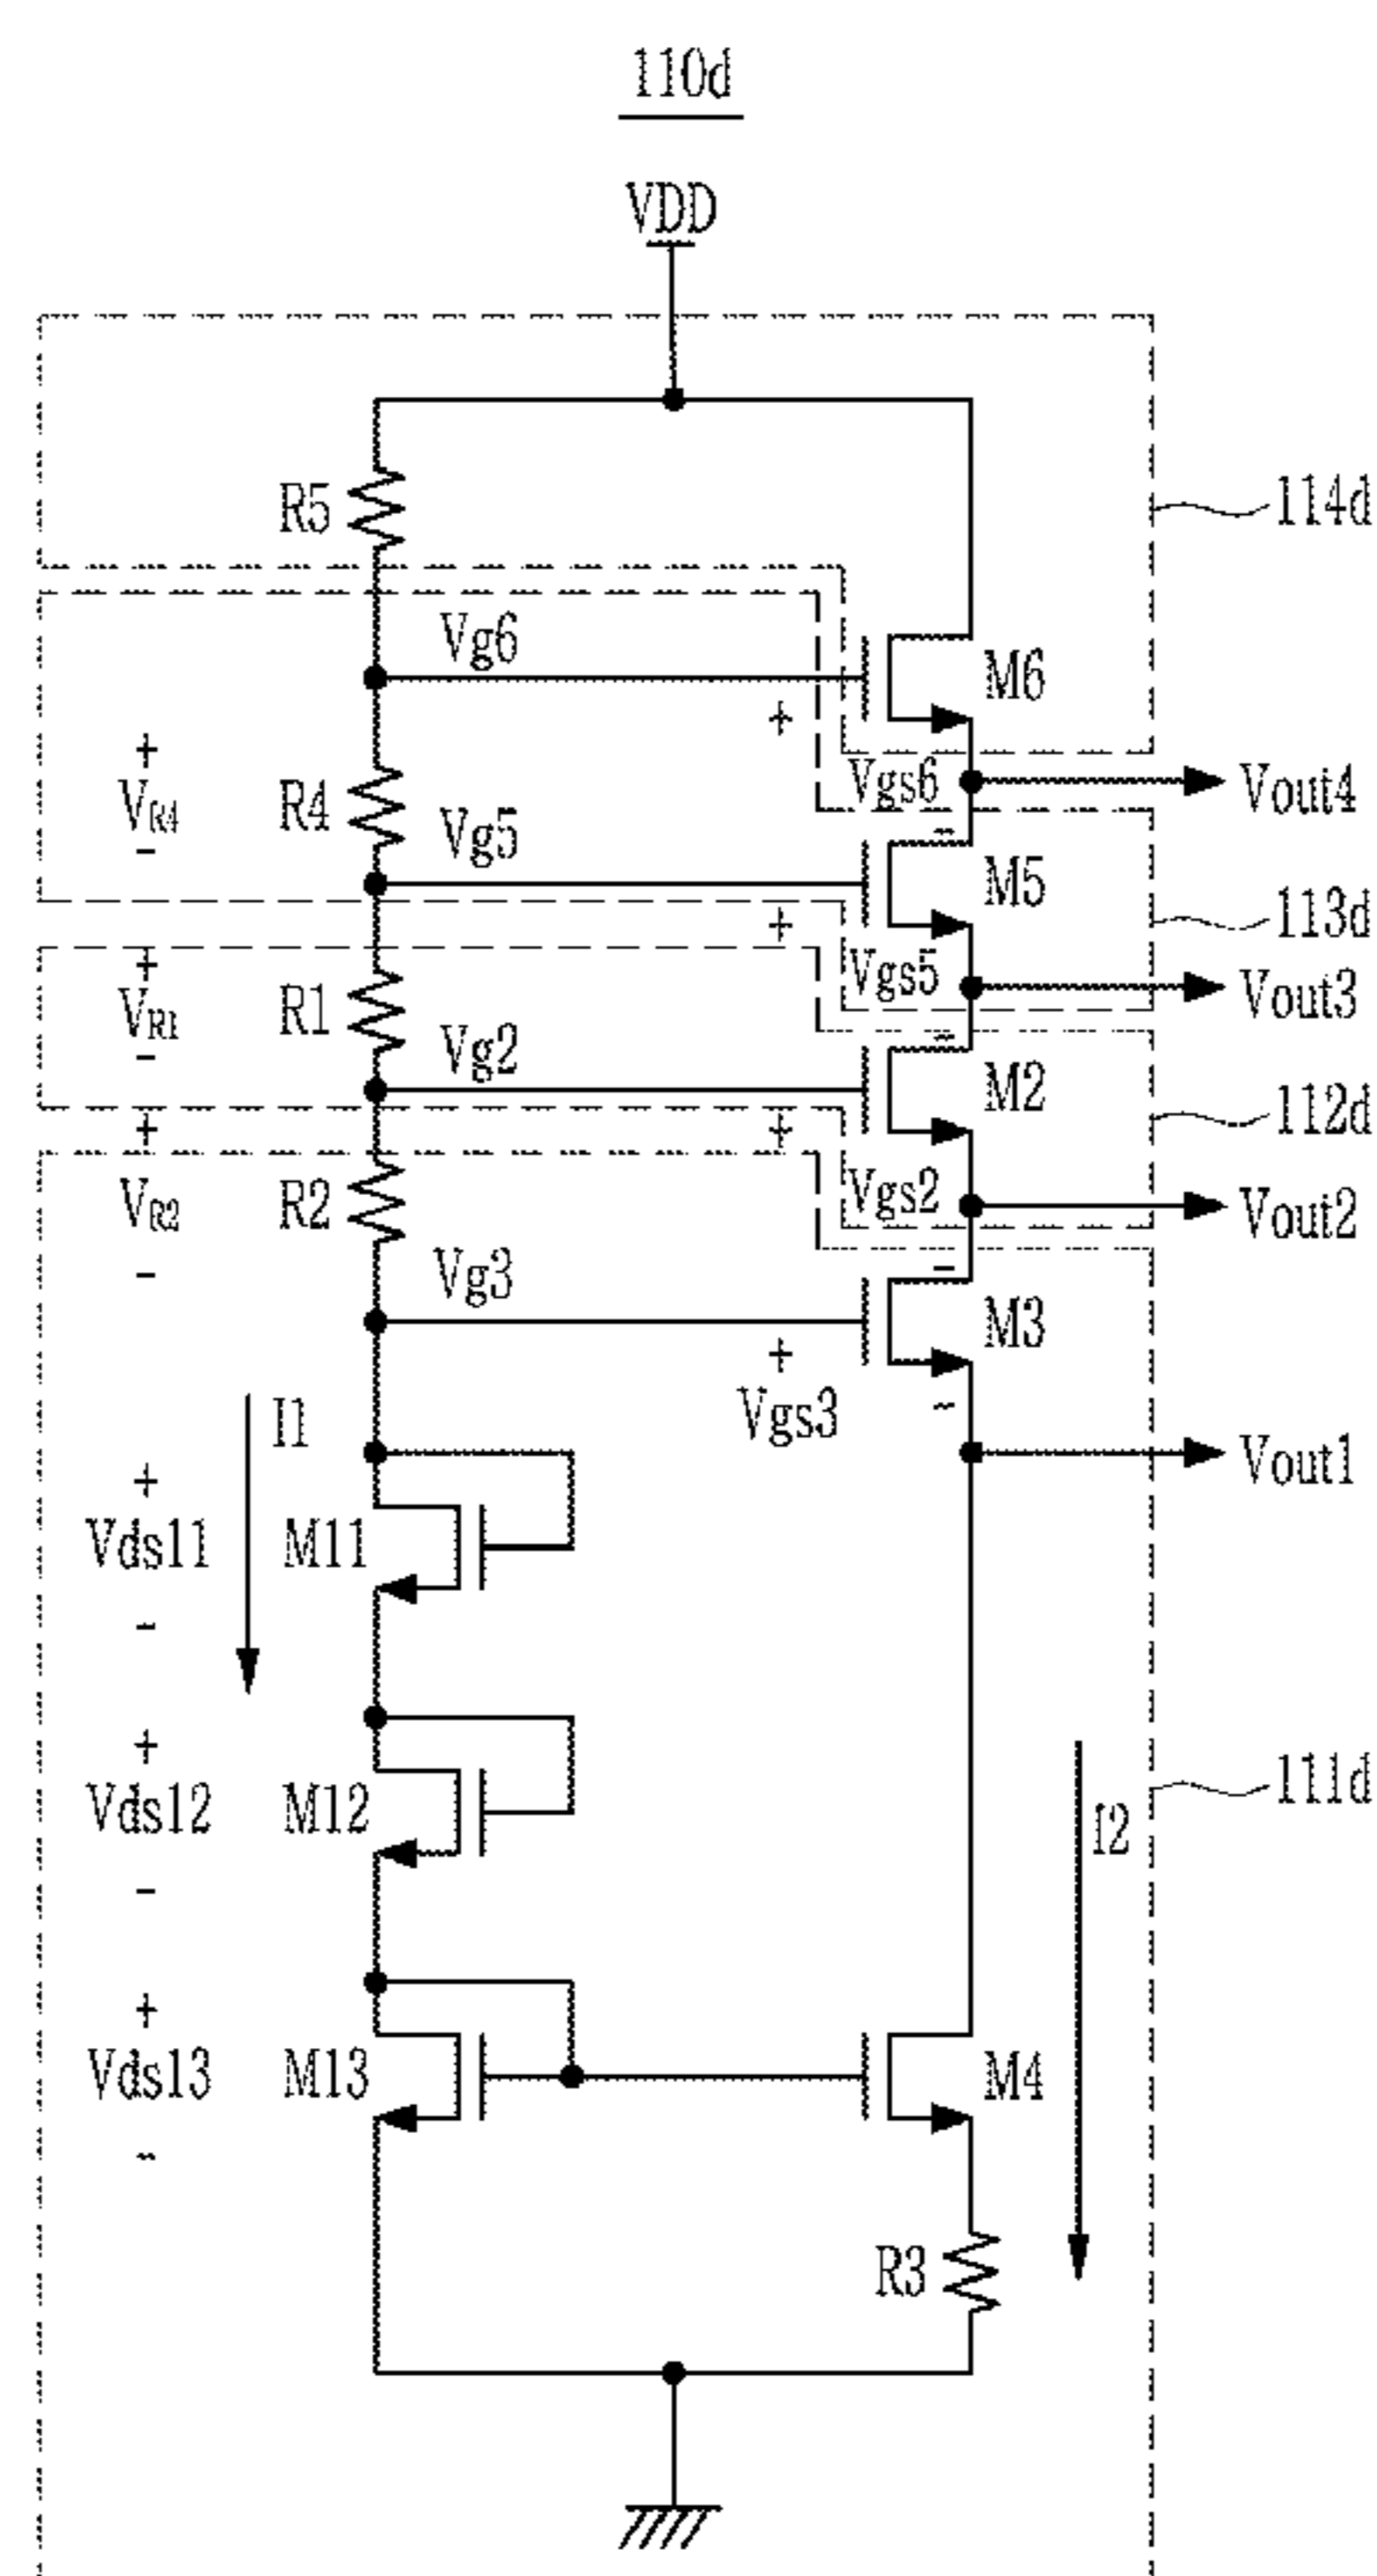 110d
VDD
R5
114d
Vg6
M6
+
+
Vgs6
Vout4
VR4
R4
Vg5
-
-
M5
+
113d
+
Vgs5
Vout3
VR1
R1
Vg2
-
-
M2
112d
+
+
VR2
R2
Vgs2
Vout2
-
Vg3
-
M3
+
I1
Vgs3
-
Vout1
+
Vds11
M11
-
+
Vds12
M12
111d
I2
-
+
Vds13
M13
M4
-
R3